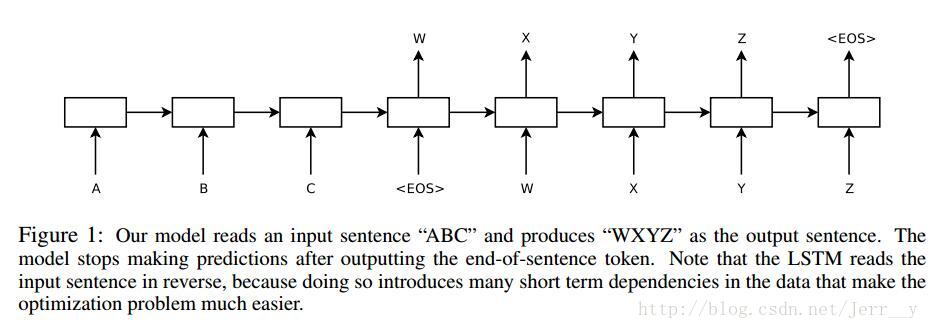 W X Y Z <EOS>
A B C <EOS> W X Y Z
Figure 1: Our model reads an input sentence “ABC” and produces “WXYZ” as the output sentence. The
model stops making predictions after outputting the end-of-sentence token. Note that the LSTM reads the
input sentence in reverse, because doing so introduces many short term dependencies in the data that make the
optimization problem much easier.
http://blog.csdn.net/Jerr__y